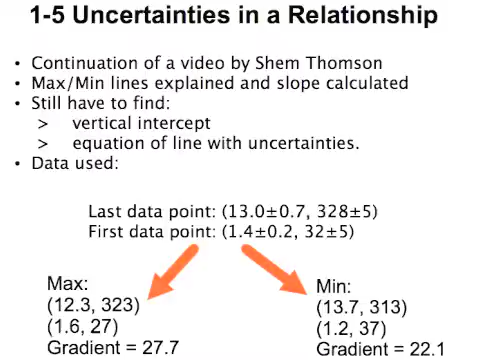 1-5 Uncertainties in a Relationship
• Continuation of a video by Shem Thomson
• Max/Min lines explained and slope calculated
• Still have to find:
> vertical intercept
> equation of line with uncertainties.
• Data used:
Last data point: (13.0±0.7, 328±5)
First data point: (1.4±0.2, 32±5)
Max:
(12.3, 323)
(1.6, 27)
Gradient = 27.7
Min:
(13.7, 313)
(1.2, 37)
Gradient = 22.1